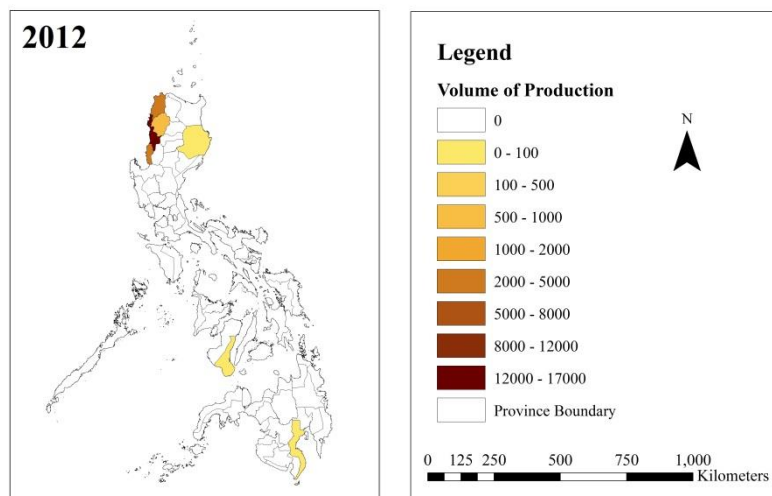 2012
Legend
Volume of Production
0
0 - 100
100 - 500
500 - 1000
1000 - 2000
2000 - 5000
5000 - 8000
8000 - 12000
12000 - 17000
Province Boundary
N
0 125 250 500 750 1,000
Kilometers